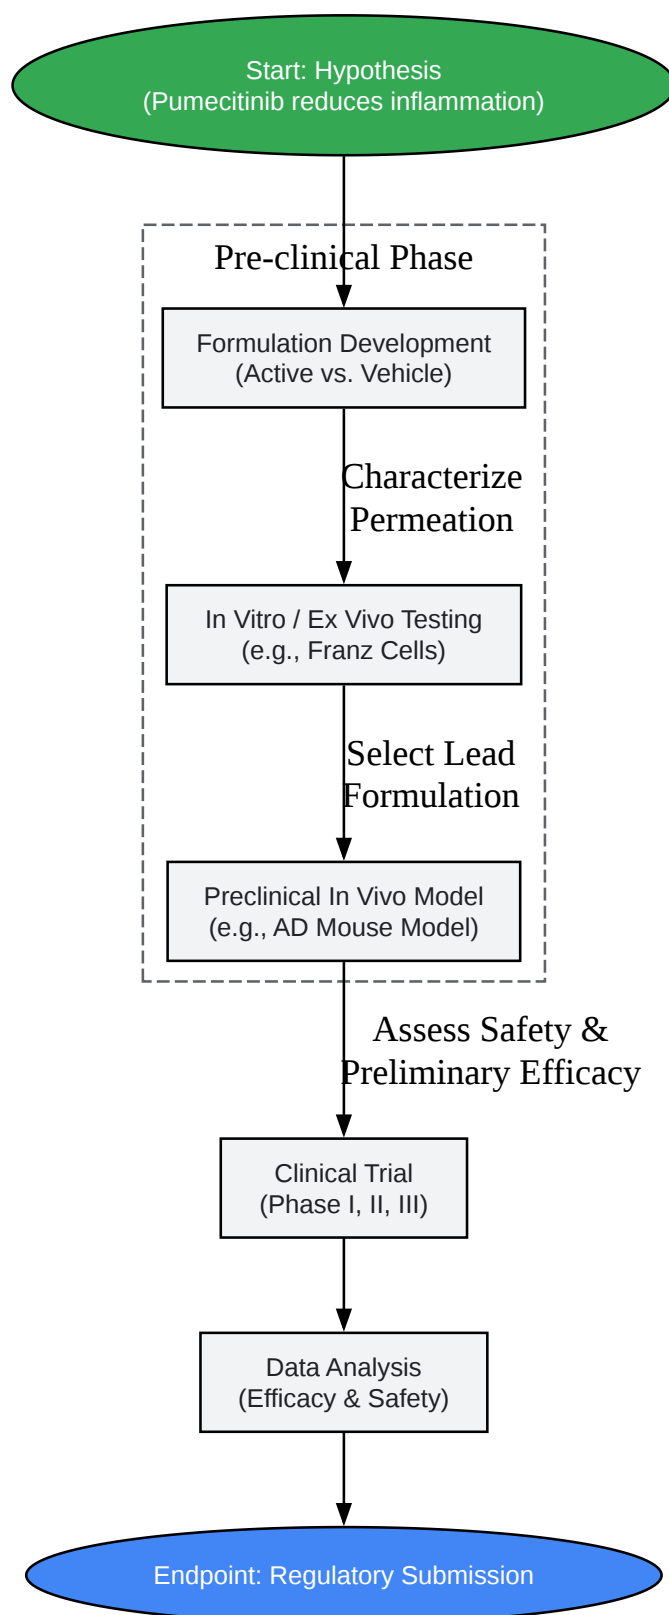 Start: Hypothesis
(Pumecitinib reduces inflammation)
Pre-clinical Phase
Formulation Development
(Active vs. Vehicle)
Characterize
Permeation
In Vitro / Ex Vivo Testing
(e.g., Franz Cells)
Select Lead
Formulation
Preclinical In Vivo Model
(e.g., AD Mouse Model)
Assess Safety &
Preliminary Efficacy
Clinical Trial
(Phase I, II, III)
Data Analysis
(Efficacy & Safety)
Endpoint: Regulatory Submission